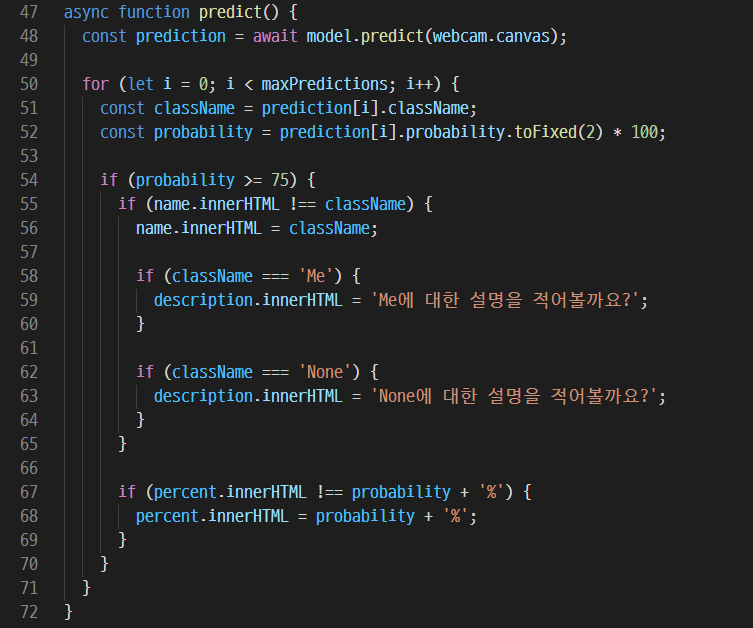 47 async function predict() {
48   const prediction = await model.predict(webcam.canvas);
49
50   for (let i = 0; i < maxPredictions; i++) {
51     const className = prediction[i].className;
52     const probability = prediction[i].probability.toFixed(2) * 100;
53
54     if (probability >= 75) {
55       if (name.innerHTML !== className) {
56         name.innerHTML = className;
57
58         if (className === 'Me') {
59           description.innerHTML = 'Me에 대한 설명을 적어볼까요?';
60         }
61
62         if (className === 'None') {
63           description.innerHTML = 'None에 대한 설명을 적어볼까요?';
64         }
65       }
66
67       if (percent.innerHTML !== probability + '%') {
68         percent.innerHTML = probability + '%';
69       }
70     }
71   }
72 }